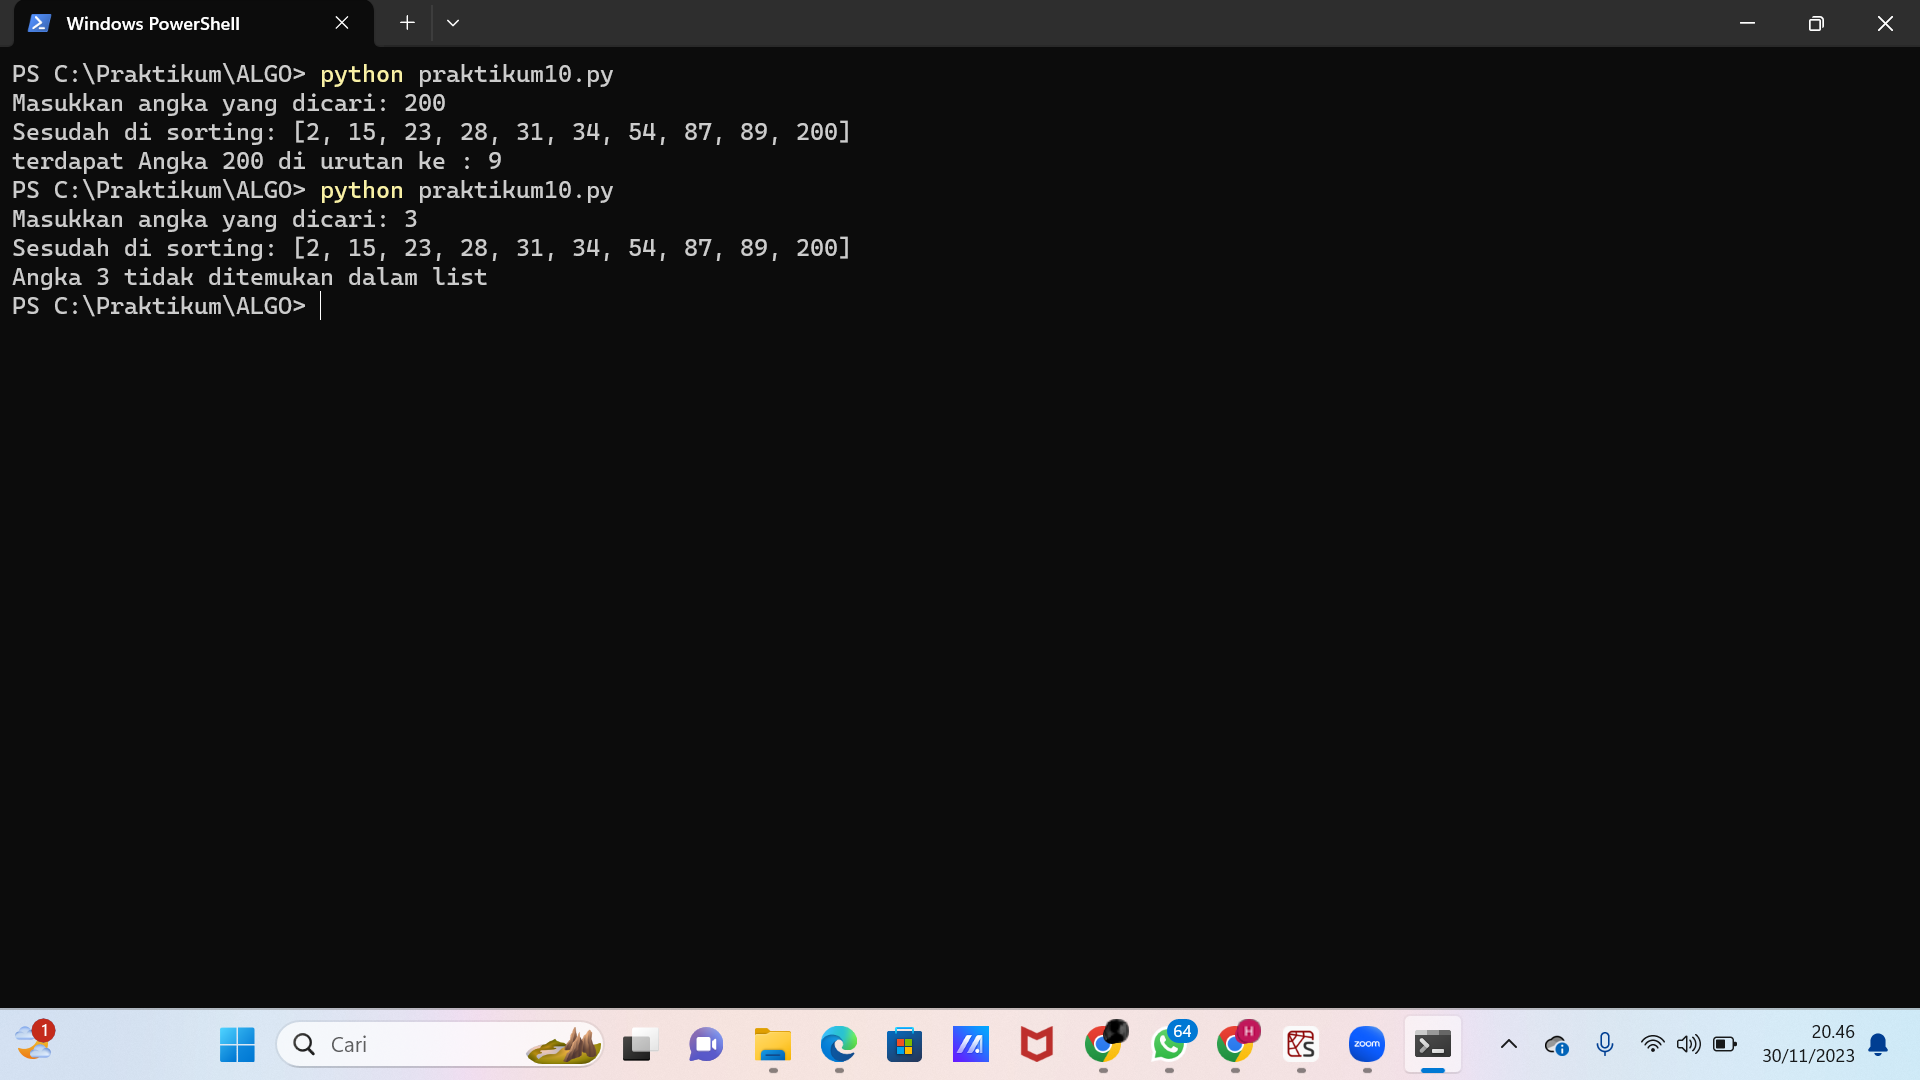 Windows PowerShell
PS C:\Praktikum\ALGO> python praktikum10.py
Masukkan angka yang dicari: 200
Sesudah di sorting: [2, 15, 23, 28, 31, 34, 54, 87, 89, 200]
terdapat Angka 200 di urutan ke : 9
PS C:\Praktikum\ALGO> python praktikum10.py
Masukkan angka yang dicari: 3
Sesudah di sorting: [2, 15, 23, 28, 31, 34, 54, 87, 89, 200]
Angka 3 tidak ditemukan dalam list
PS C:\Praktikum\ALGO>
1
Cari
64
H
S
zoom
20.46
30/11/2023